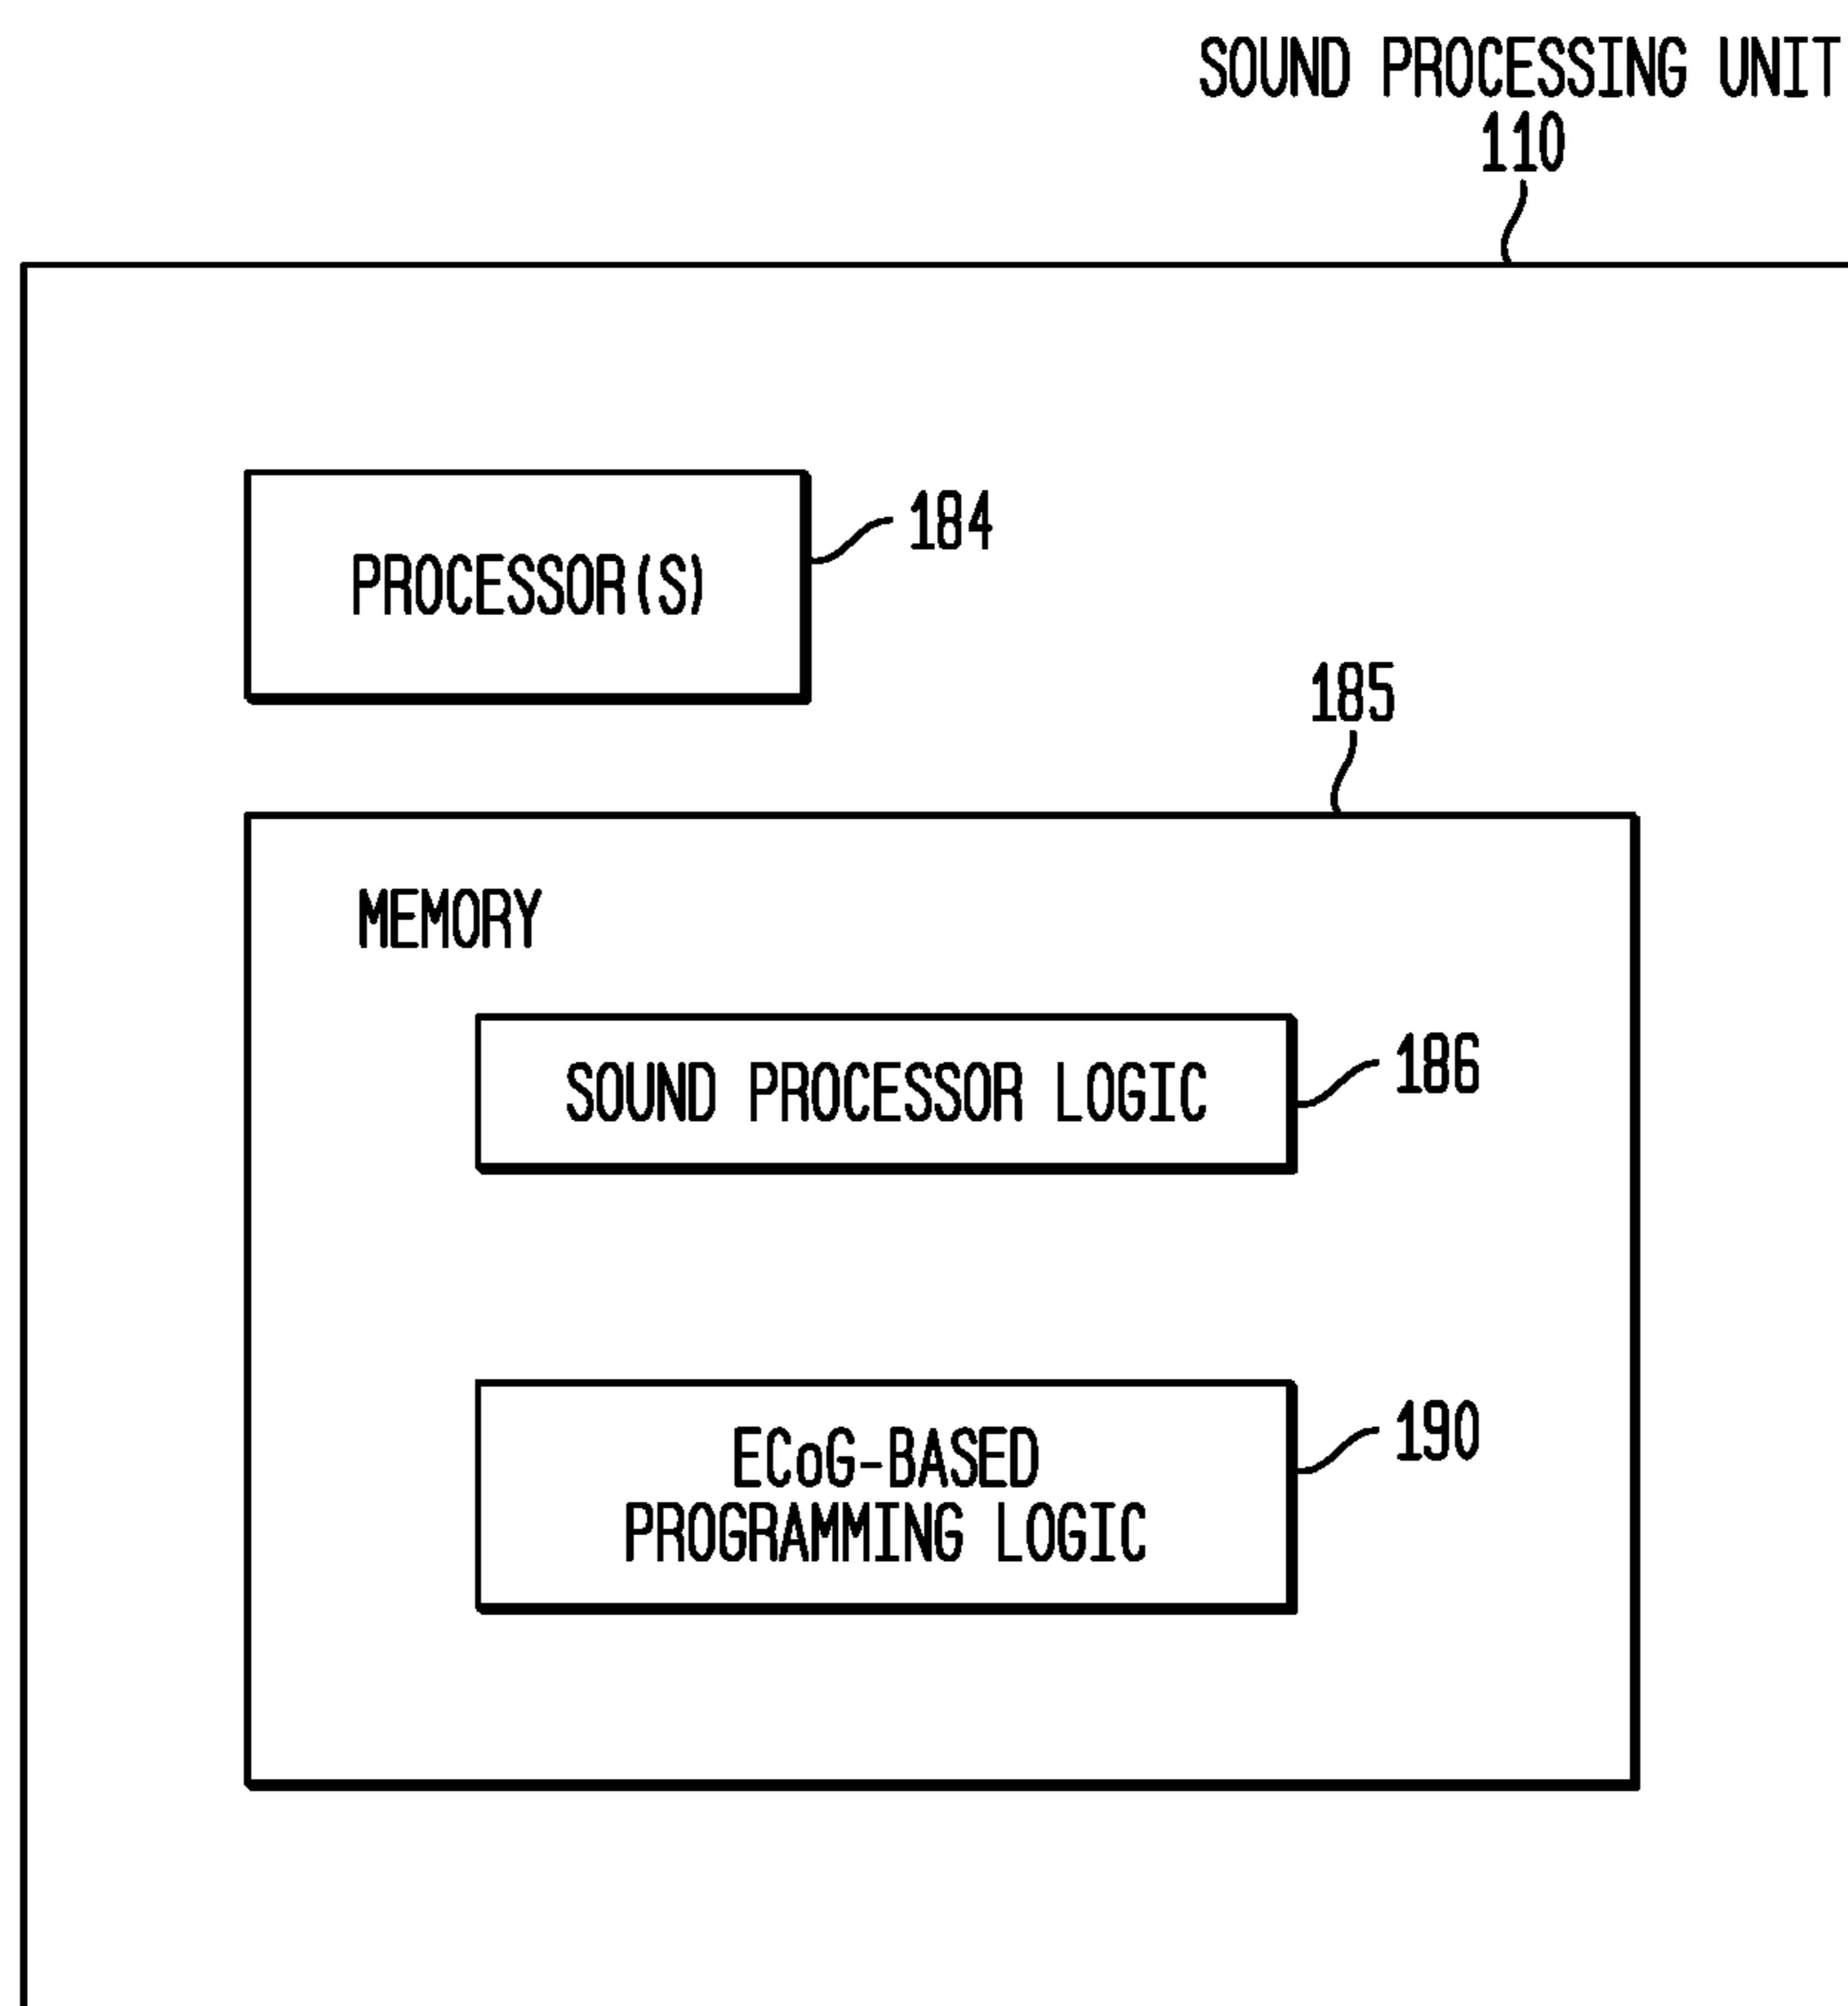 SOUND PROCESSING UNIT
110
PROCESSOR(S)
184
185
MEMORY
SOUND PROCESSOR LOGIC
186
ECoG-BASED
PROGRAMMING LOGIC
190